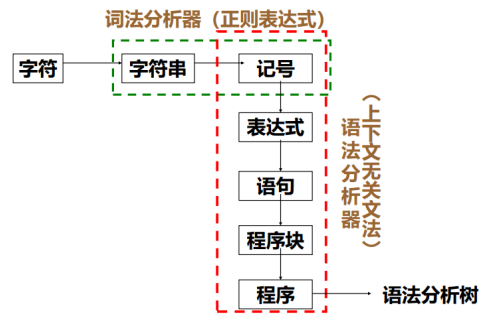 词法分析器（正则表达式）
字符
字符串
记号
表达式
语句
程序块
程序
语法分析器
（上下文无关文法）
语法分析树